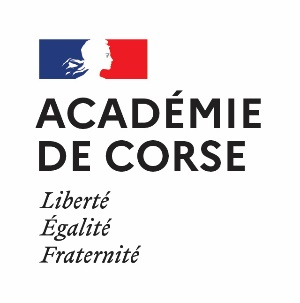 ACADÉMIE
DE CORSE
Liberté
Égalité
Fraternité